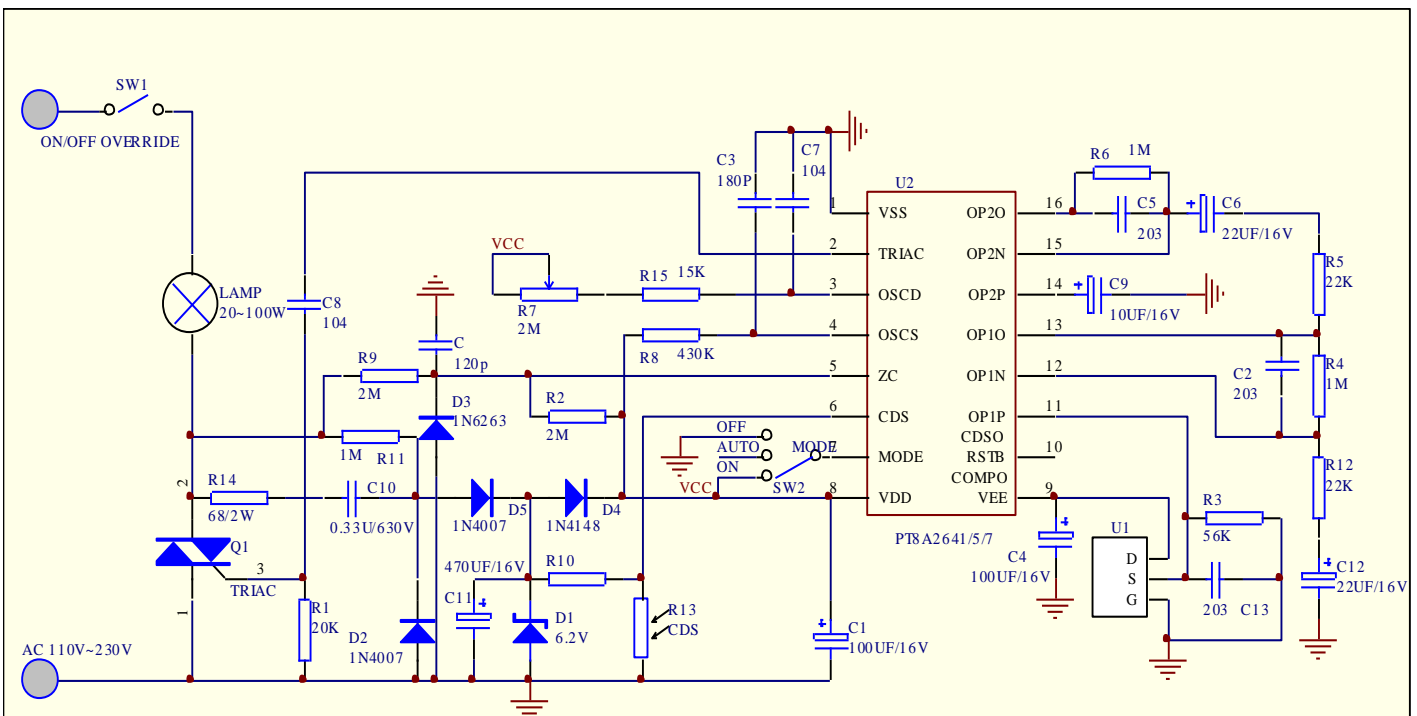 SW1
ON/OFF OVERRIDE
LAMP
20~100W
C8
104
VCC
R7
2M
R15 15K
R8 430K
C3
180P
C7
104
C
120p
R9
2M
D3
1N6263
R2
2M
1M
R11
R14
68/2W
C10
0.33U/630V
1N4007
D5
1N4148
D4
2
Q1
3
TRIAC
1
R1
20K
D2
1N4007
470UF/16V
C11
D1
6.2V
R10
R13
CDS
AC 110V~230V
OFF
AUTO
ON
MODE
SW2
VCC
C1
100UF/16V
U2
1 VSS OP2O 16
2 TRIAC OP2N 15
3 OSCD OP2P 14
4 OSCS OP1O 13
5 ZC OP1N 12
6 CDS OP1P 11
CDSO
7 MODE RSTB 10
COMPO
8 VDD VEE 9
PT8A2641/5/7
R6 1M
C5
203
C6
22UF/16V
C9
10UF/16V
R5
22K
C2
203
R4
1M
R12
22K
R3
56K
U1
D
S
G
C4
100UF/16V
203 C13
C12
22UF/16V